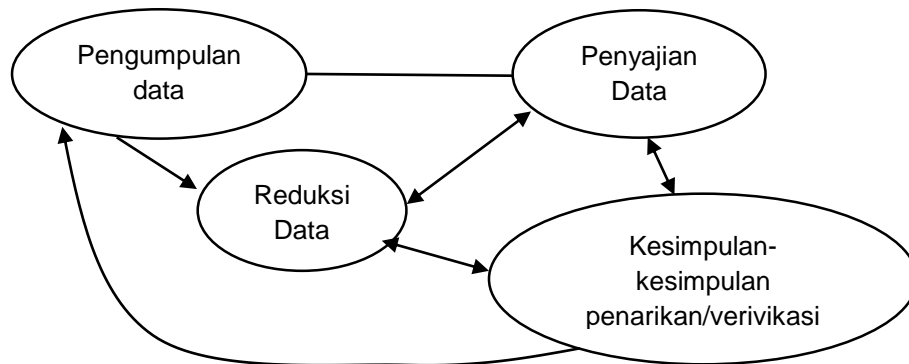 Pengumpulan
data
Penyajian
Data
Reduksi
Data
Kesimpulan-
kesimpulan
penarikan/verivikasi